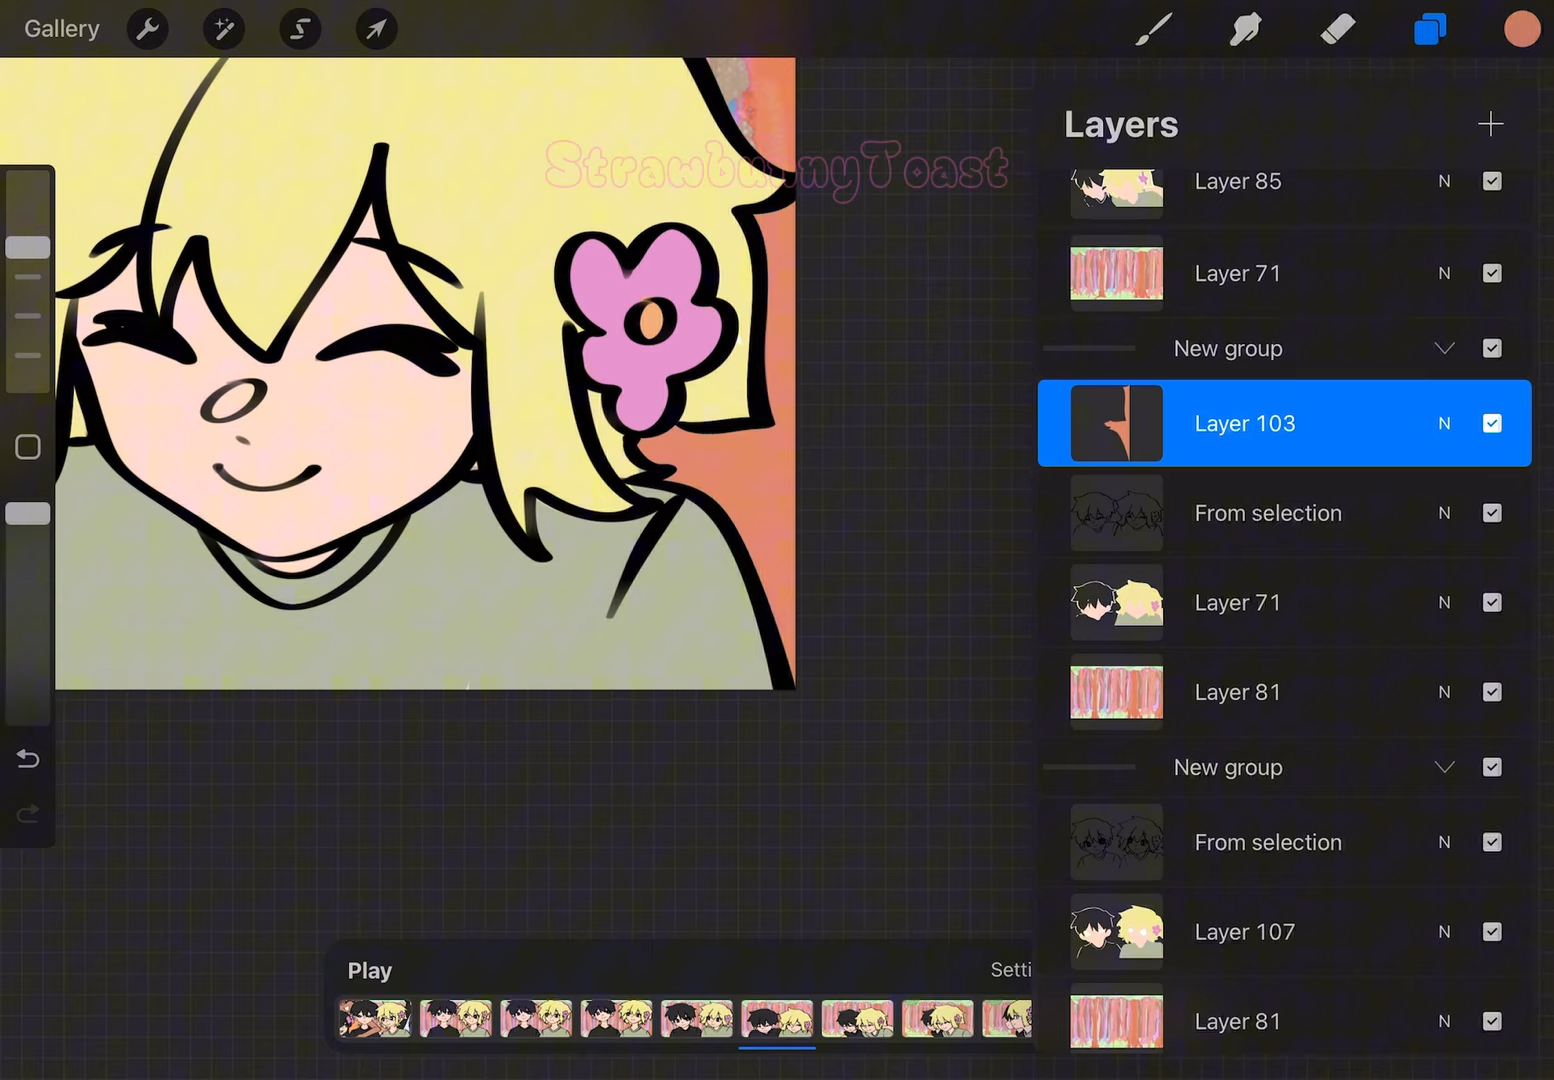 Gallery
Layers
StrawbunnyToast
Layer 85 N
Layer 71 N
New group
Layer 103 N
From selection N
Layer 71 N
Layer 81 N
New group
From selection N
Layer 107 N
Play Setti
Layer 81 N